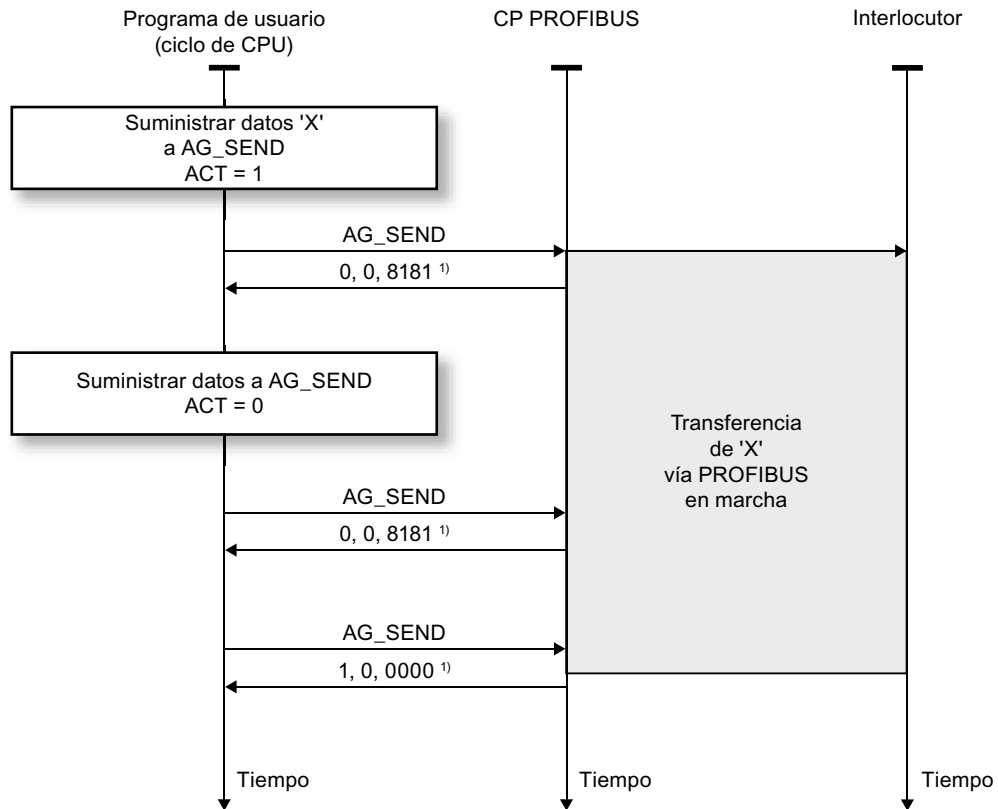 Programa de usuario
(ciclo de CPU)
CP PROFIBUS
Interlocutor
Suministrar datos 'X'
a AG_SEND
ACT = 1
AG_SEND
0, 0, 8181 1)
Suministrar datos a AG_SEND
ACT = 0
Transferencia
de 'X'
vía PROFIBUS
en marcha
AG_SEND
0, 0, 8181 1)
AG_SEND
1, 0, 0000 1)
Tiempo
Tiempo
Tiempo